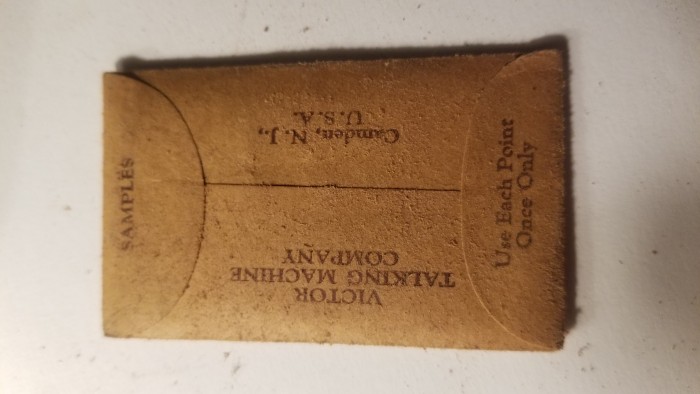 VICTOR
TALKING MACHINE
COMPANY
Camden, N. J.,
U. S. A.
SAMPLES
Use Each Point
Once Only